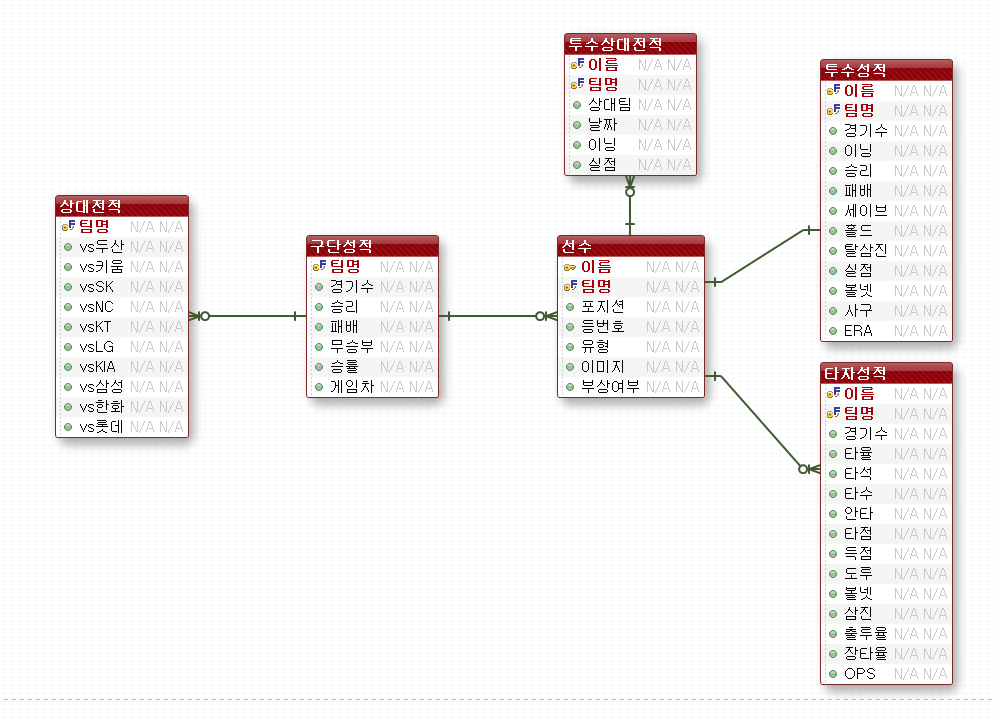 상대전적
팀명 N/A N/A
vs두산 N/A N/A
vs키움 N/A N/A
vsSK N/A N/A
vsNC N/A N/A
vsKT N/A N/A
vsLG N/A N/A
vsKIA N/A N/A
vs삼성 N/A N/A
vs한화 N/A N/A
vs롯데 N/A N/A
구단성적
팀명 N/A N/A
경기수 N/A N/A
승리 N/A N/A
패배 N/A N/A
무승부 N/A N/A
승률 N/A N/A
게임차 N/A N/A
투수상대전적
이름 N/A N/A
팀명 N/A N/A
상대팀 N/A N/A
날짜 N/A N/A
이닝 N/A N/A
실점 N/A N/A
선수
이름 N/A N/A
팀명 N/A N/A
포지션 N/A N/A
등번호 N/A N/A
유형 N/A N/A
이미지 N/A N/A
부상여부 N/A N/A
투수성적
이름 N/A N/A
팀명 N/A N/A
경기수 N/A N/A
이닝 N/A N/A
승리 N/A N/A
패배 N/A N/A
세이브 N/A N/A
홀드 N/A N/A
탈삼진 N/A N/A
실점 N/A N/A
볼넷 N/A N/A
사구 N/A N/A
ERA N/A N/A
타자성적
이름 N/A N/A
팀명 N/A N/A
경기수 N/A N/A
타율 N/A N/A
타석 N/A N/A
타수 N/A N/A
안타 N/A N/A
타점 N/A N/A
득점 N/A N/A
도루 N/A N/A
볼넷 N/A N/A
삼진 N/A N/A
출루율 N/A N/A
장타율 N/A N/A
OPS N/A N/A